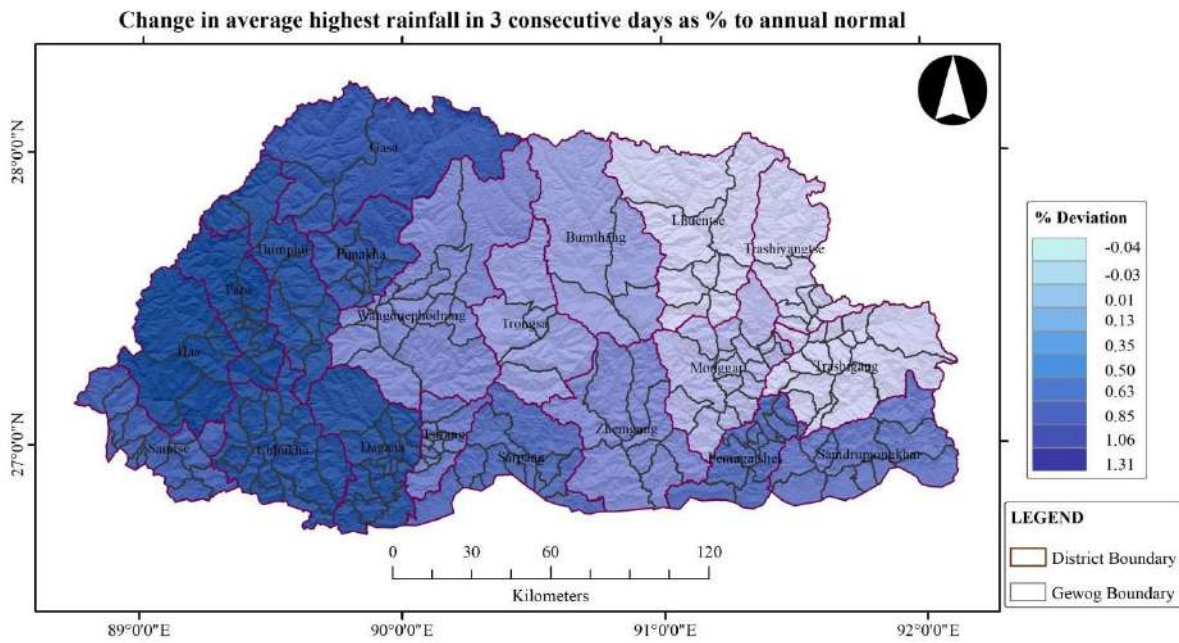 Change in average highest rainfall in 3 consecutive days as % to annual normal
28°0'0"N
27°0'0"N
Gasa
Lhuentse
Bumthang
Trashiyangtse
Thimphu
Punakha
Paro
Wangduephodrang
Trongsa
Haa
Monggar
Trashigang
Zhemgang
Samtse
Chhukha
Dagana
Tsirang
Sarpang
Pemagatshel
Samdrupjongkhar
0 30 60 120
Kilometers
89°0'0"E 90°0'0"E 91°0'0"E 92°0'0"E
% Deviation
-0.04
-0.03
0.01
0.13
0.35
0.50
0.63
0.85
1.06
1.31
LEGEND
District Boundary
Gewog Boundary